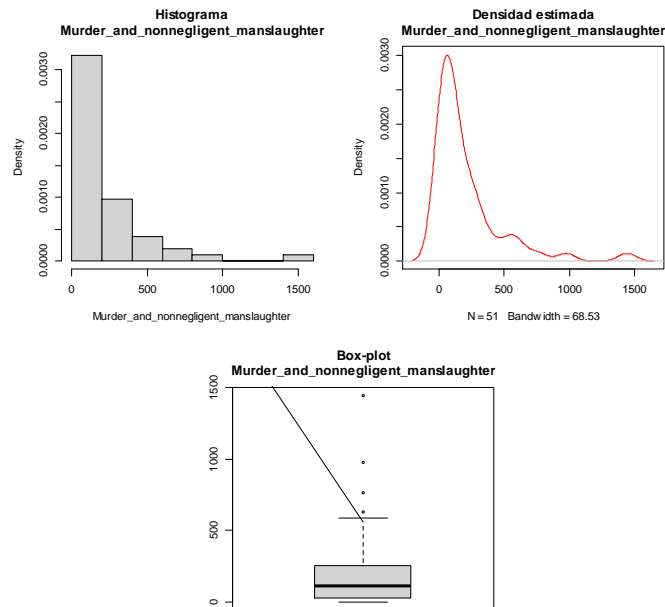 Histograma
Murder_and_nonnegligent_manslaughter
Density
0.0000
0.0010
0.0020
0.0030
0
500
1000
1500
Murder_and_nonnegligent_manslaughter
Densidad estimada
Murder_and_nonnegligent_manslaughter
Density
0.0000
0.0010
0.0020
0.0030
0
500
1000
1500
N = 51 Bandwidth = 68.53
Box-plot
Murder_and_nonnegligent_manslaughter
0
500
1000
1500